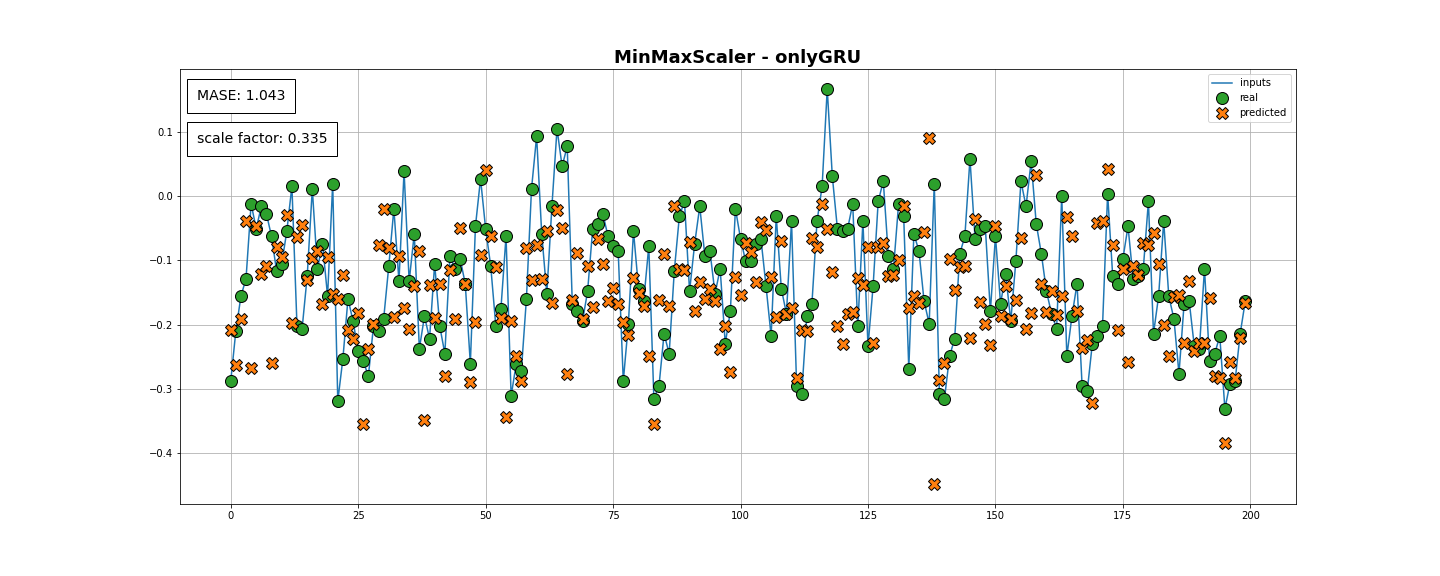 MinMaxScaler - onlyGRU
MASE: 1.043
scale factor: 0.335
inputs
real
predicted
0.1
0.0
−0.1
−0.2
−0.3
−0.4
0 25 50 75 100 125 150 175 200